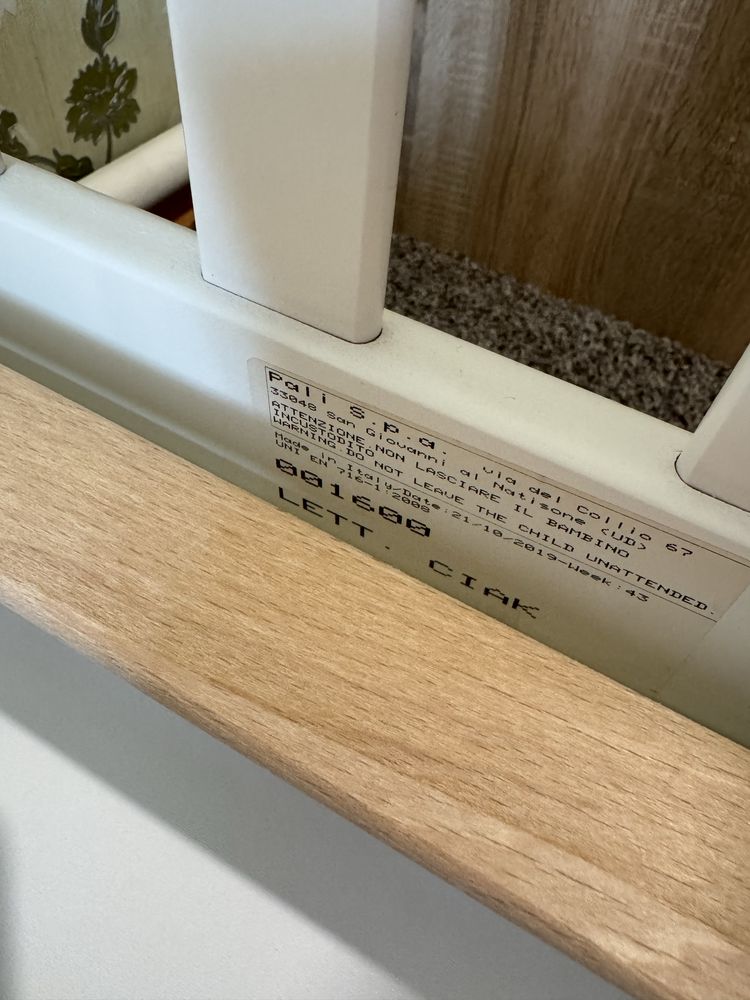 Pali S.p.A. via del Collio 67
33048 San Giovanni al Natisone (UD)
ATTENZIONE:NON LASCIARE IL BAMBINO
INCUSTODITO
WARNING:DO NOT LEAVE THE CHILD UNATTENDED.
Made in Italy/Date:21/10/2019-Week:43
UNI EN 716-1:2008
001600
LETT. CIAK